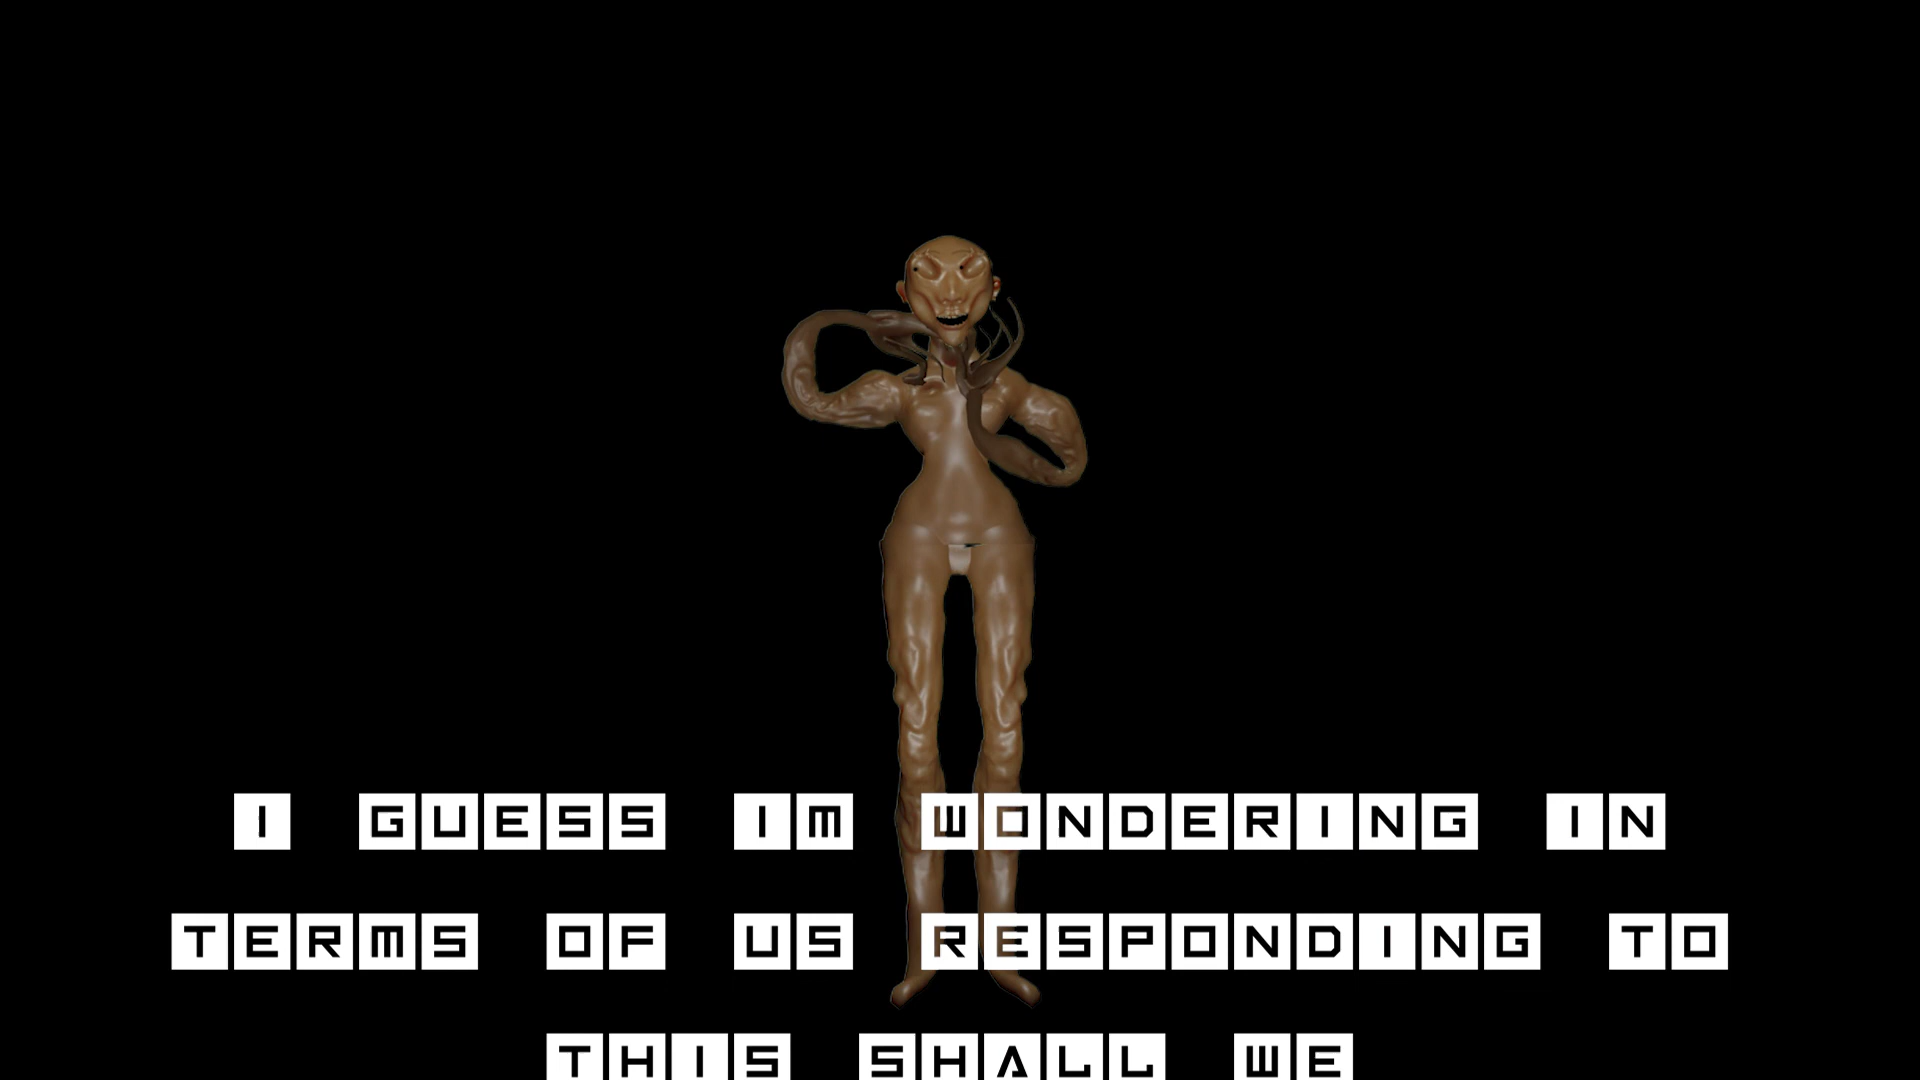 I GUESS IM WONDERING IN
TERMS OF US RESPONDING TO
THIS SHALL WE